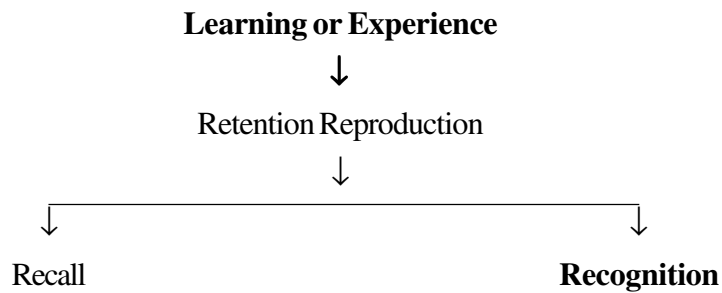 Learning or Experience
Retention Reproduction
Recall Recognition